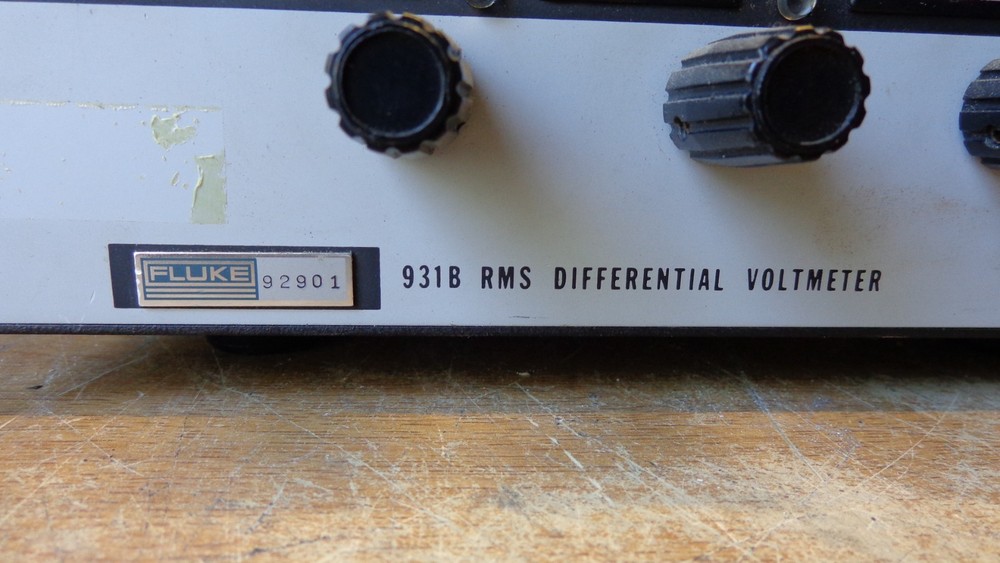 FLUKE 92901 931B RMS DIFFERENTIAL VOLTMETER